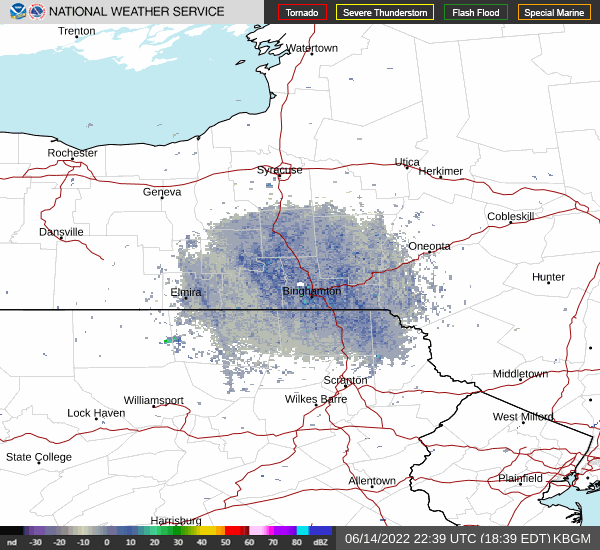 NATIONAL WEATHER SERVICE
Tornado
Severe Thunderstorm
Flash Flood
Special Marine
Trenton
Watertown
Rochester
Syracuse
Utica
Herkimer
Geneva
Cobleskill
Dansville
Oneonta
Hunter
Elmira
Binghamton
Middletown
Scranton
Williamsport
Wilkes Barre
Lock Haven
West Milford
State College
Allentown
Plainfield
Harrisburg
nd -30 -20 -10 0 10 20 30 40 50 60 70 80 dBZ
06/14/2022 22:39 UTC (18:39 EDT) KBGM